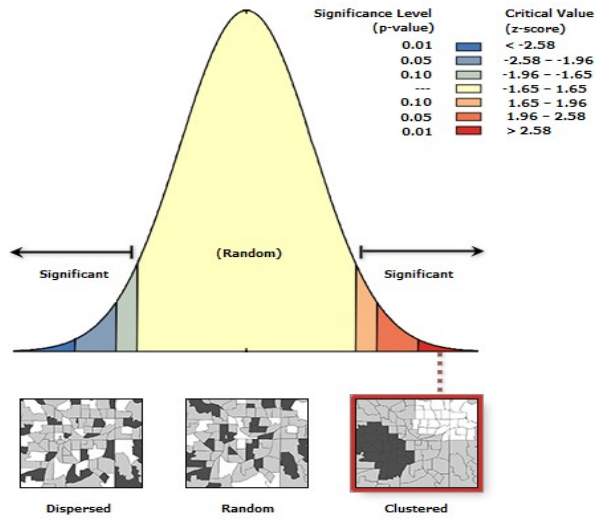 Significance Level Critical Value
(p-value) (z-score)
0.01 < -2.58
0.05 -2.58 – -1.96
0.10 -1.96 – -1.65
--- -1.65 – 1.65
0.10 1.65 – 1.96
0.05 1.96 – 2.58
0.01 > 2.58
(Random)
Significant Significant
Dispersed Random Clustered